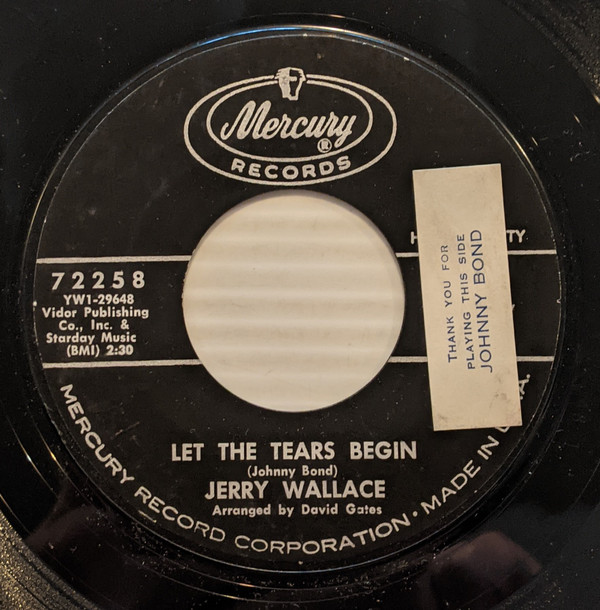 Mercury
®
RECORDS
72258
YW1-29648
Vidor Publishing
Co., Inc. &
Starday Music
(BMI) 2:30
THANK YOU FOR
PLAYING THIS SIDE
JOHNNY BOND
LET THE TEARS BEGIN
(Johnny Bond)
JERRY WALLACE
Arranged by David Gates
MERCURY RECORD CORPORATION • MADE IN